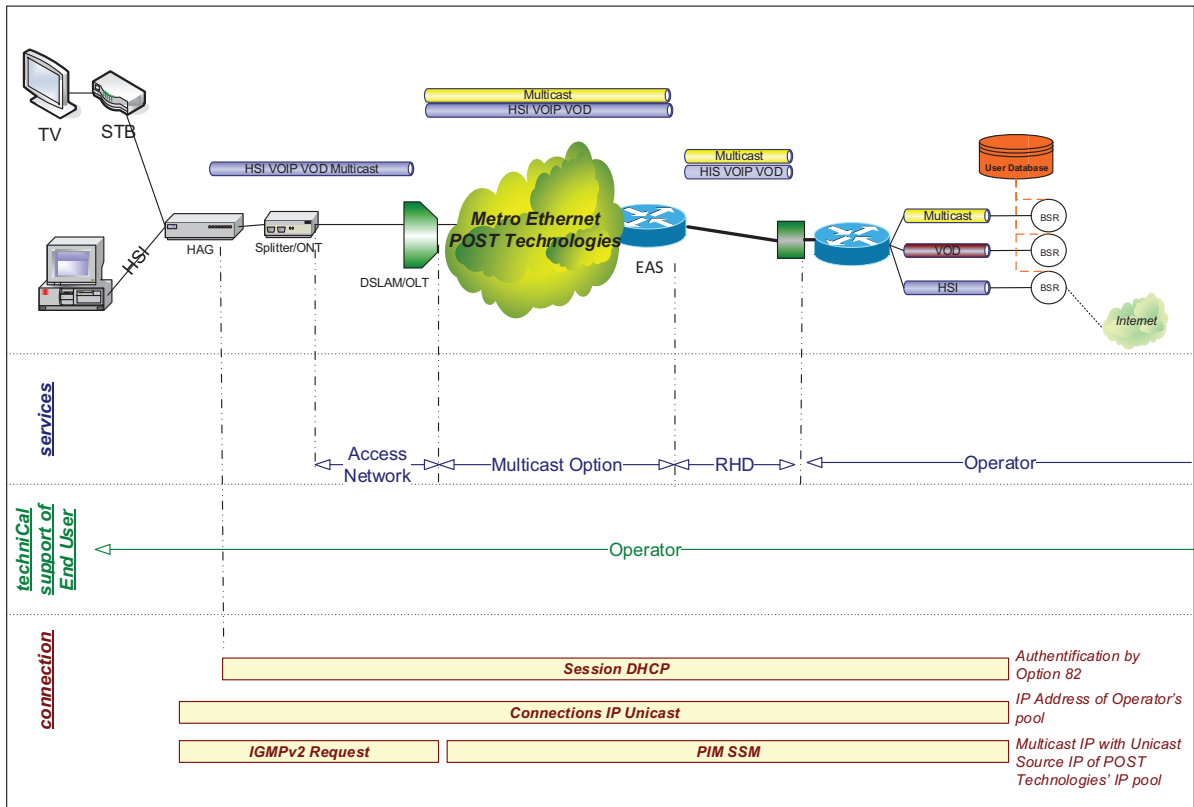 Multicast
HSI VOIP VOD
TV
STB
HSI VOIP VOD Multicast
Multicast
HIS VOIP VOD
User Database
Metro Ethernet
POST Technologies
HSI
HAG
Splitter/ONT
DSLAM/OLT
EAS
Multicast
BSR
VOD
BSR
HSI
BSR
Internet
services
Access
Network
Multicast Option
RHD
Operator
techniCal
support of
End User
Operator
connection
Session DHCP
Authentification by
Option 82
Connections IP Unicast
IP Address of Operator's
pool
IGMPv2 Request
PIM SSM
Multicast IP with Unicast
Source IP of POST
Technologies' IP pool